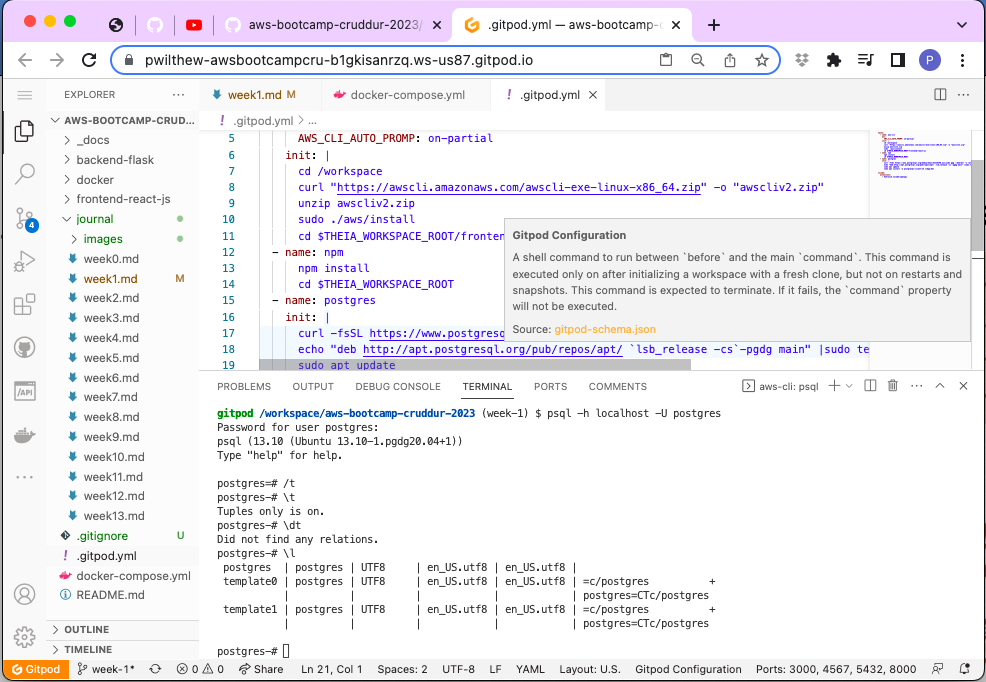 aws-bootcamp-cruddur-2023/
.gitpod.yml — aws-bootcamp-c
pwilthew-awsbootcampcru-b1gkisanrzq.ws-us87.gitpod.io
P
EXPLORER
week1.md M
docker-compose.yml
.gitpod.yml
AWS-BOOTCAMP-CRUD...
_docs
backend-flask
docker
frontend-react-js
journal
images
week0.md
week1.md M
week2.md
week3.md
week4.md
week5.md
week6.md
week7.md
week8.md
week9.md
week10.md
week11.md
week12.md
week13.md
.gitignore U
.gitpod.yml
docker-compose.yml
README.md
OUTLINE
TIMELINE
4
/API
.gitpod.yml > ...
5 AWS_CLI_AUTO_PROMP: on-partial
6 init: |
7 cd /workspace
8 curl "https://awscli.amazonaws.com/awscli-exe-linux-x86_64.zip" -o "awscliv2.zip"
9 unzip awscliv2.zip
10 sudo ./aws/install
11 cd $THEIA_WORKSPACE_ROOT/fronten
12 - name: npm
13 npm install
14 cd $THEIA_WORKSPACE_ROOT
15 - name: postgres
16 init: |
17 curl -fsSL https://www.postgreso
18 echo "deb http://apt.postgresql.org/pub/repos/apt/ `lsb_release -cs`-pgdg main" |sudo te
19 sudo apt update
Gitpod Configuration
A shell command to run between `before` and the main `command`. This command is
executed only on after initializing a workspace with a fresh clone, but not on restarts and
snapshots. This command is expected to terminate. If it fails, the `command` property
will not be executed.
Source: gitpod-schema.json
PROBLEMS OUTPUT DEBUG CONSOLE TERMINAL PORTS COMMENTS
aws-cli: psql
gitpod /workspace/aws-bootcamp-cruddur-2023 (week-1) $ psql -h localhost -U postgres
Password for user postgres:
psql (13.10 (Ubuntu 13.10-1.pgdg20.04+1))
Type "help" for help.
postgres=# /t
postgres-# \t
Tuples only is on.
postgres-# \dt
Did not find any relations.
postgres-# \l
postgres | postgres | UTF8 | en_US.utf8 | en_US.utf8 |
template0 | postgres | UTF8 | en_US.utf8 | en_US.utf8 | =c/postgres +
| | | | | postgres=CTc/postgres
template1 | postgres | UTF8 | en_US.utf8 | en_US.utf8 | =c/postgres +
| | | | | postgres=CTc/postgres
postgres-#
Gitpod week-1* 0 0 Share Ln 21, Col 1 Spaces: 2 UTF-8 LF YAML Layout: U.S. Gitpod Configuration Ports: 3000, 4567, 5432, 8000